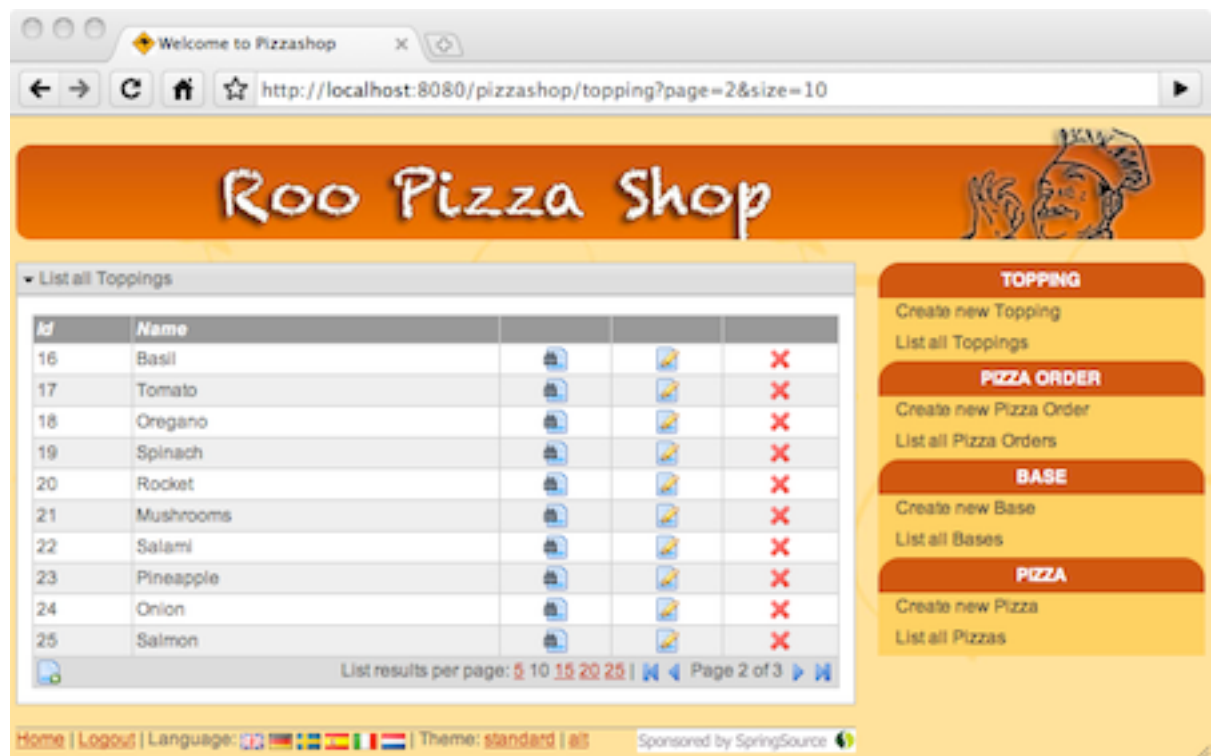 Welcome to Pizzashop
http://localhost:8080/pizzashop/topping?page=2&size=10
Roo Pizza Shop
List all Toppings
Id Name
16 Basil
17 Tomato
18 Oregano
19 Spinach
20 Rocket
21 Mushrooms
22 Salami
23 Pineapple
24 Onion
25 Salmon
List results per page: 5 10 15 20 25 | Page 2 of 3
TOPPING
Create new Topping
List all Toppings
PIZZA ORDER
Create new Pizza Order
List all Pizza Orders
BASE
Create new Base
List all Bases
PIZZA
Create new Pizza
List all Pizzas
Home | Logout | Language: | Theme: standard | alt
Sponsored by SpringSource